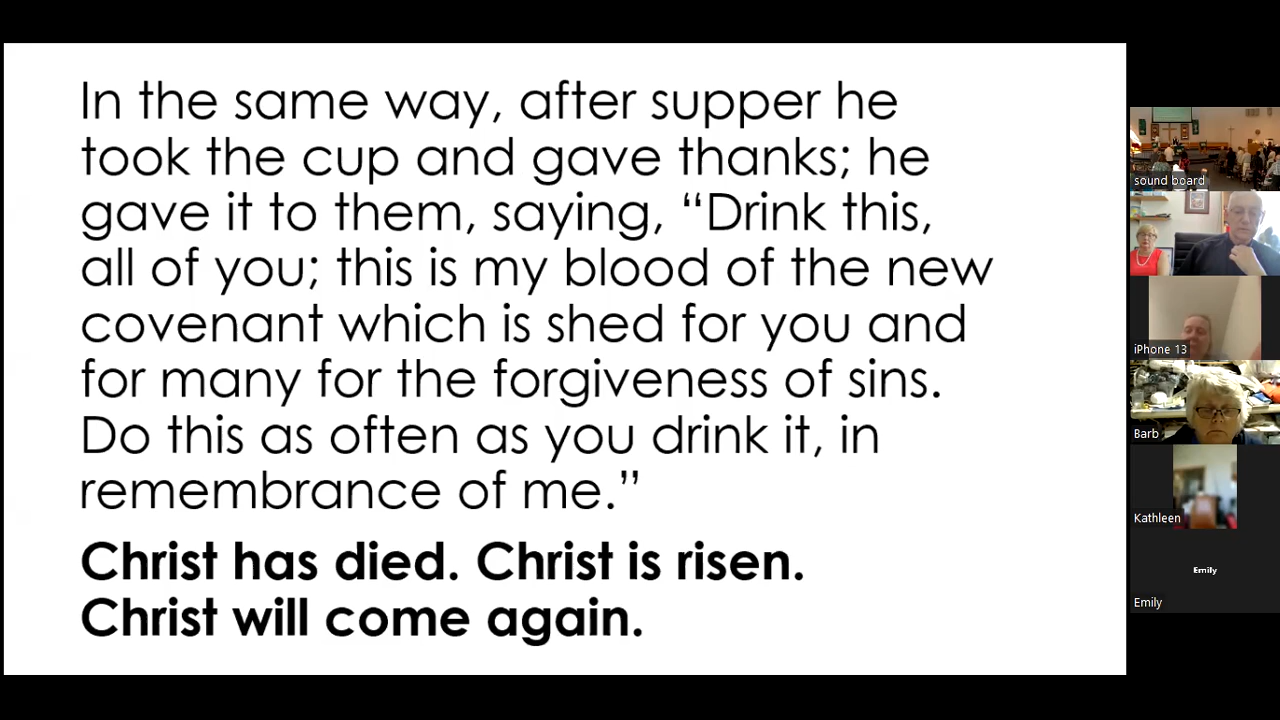 In the same way, after supper he
took the cup and gave thanks; he
gave it to them, saying, “Drink this,
all of you; this is my blood of the new
covenant which is shed for you and
for many for the forgiveness of sins.
Do this as often as you drink it, in
remembrance of me.”
Christ has died. Christ is risen.
Christ will come again.
sound board
iPhone 13
Barb
Kathleen
Emily
Emily